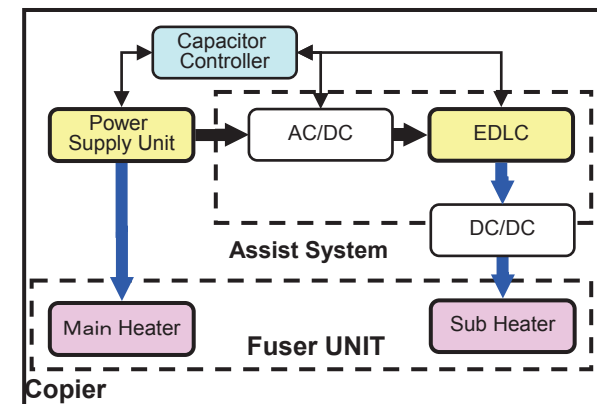 Capacitor
Controller
Power
Supply Unit
AC/DC
EDLC
DC/DC
Assist System
Main Heater
Sub Heater
Fuser UNIT
Copier